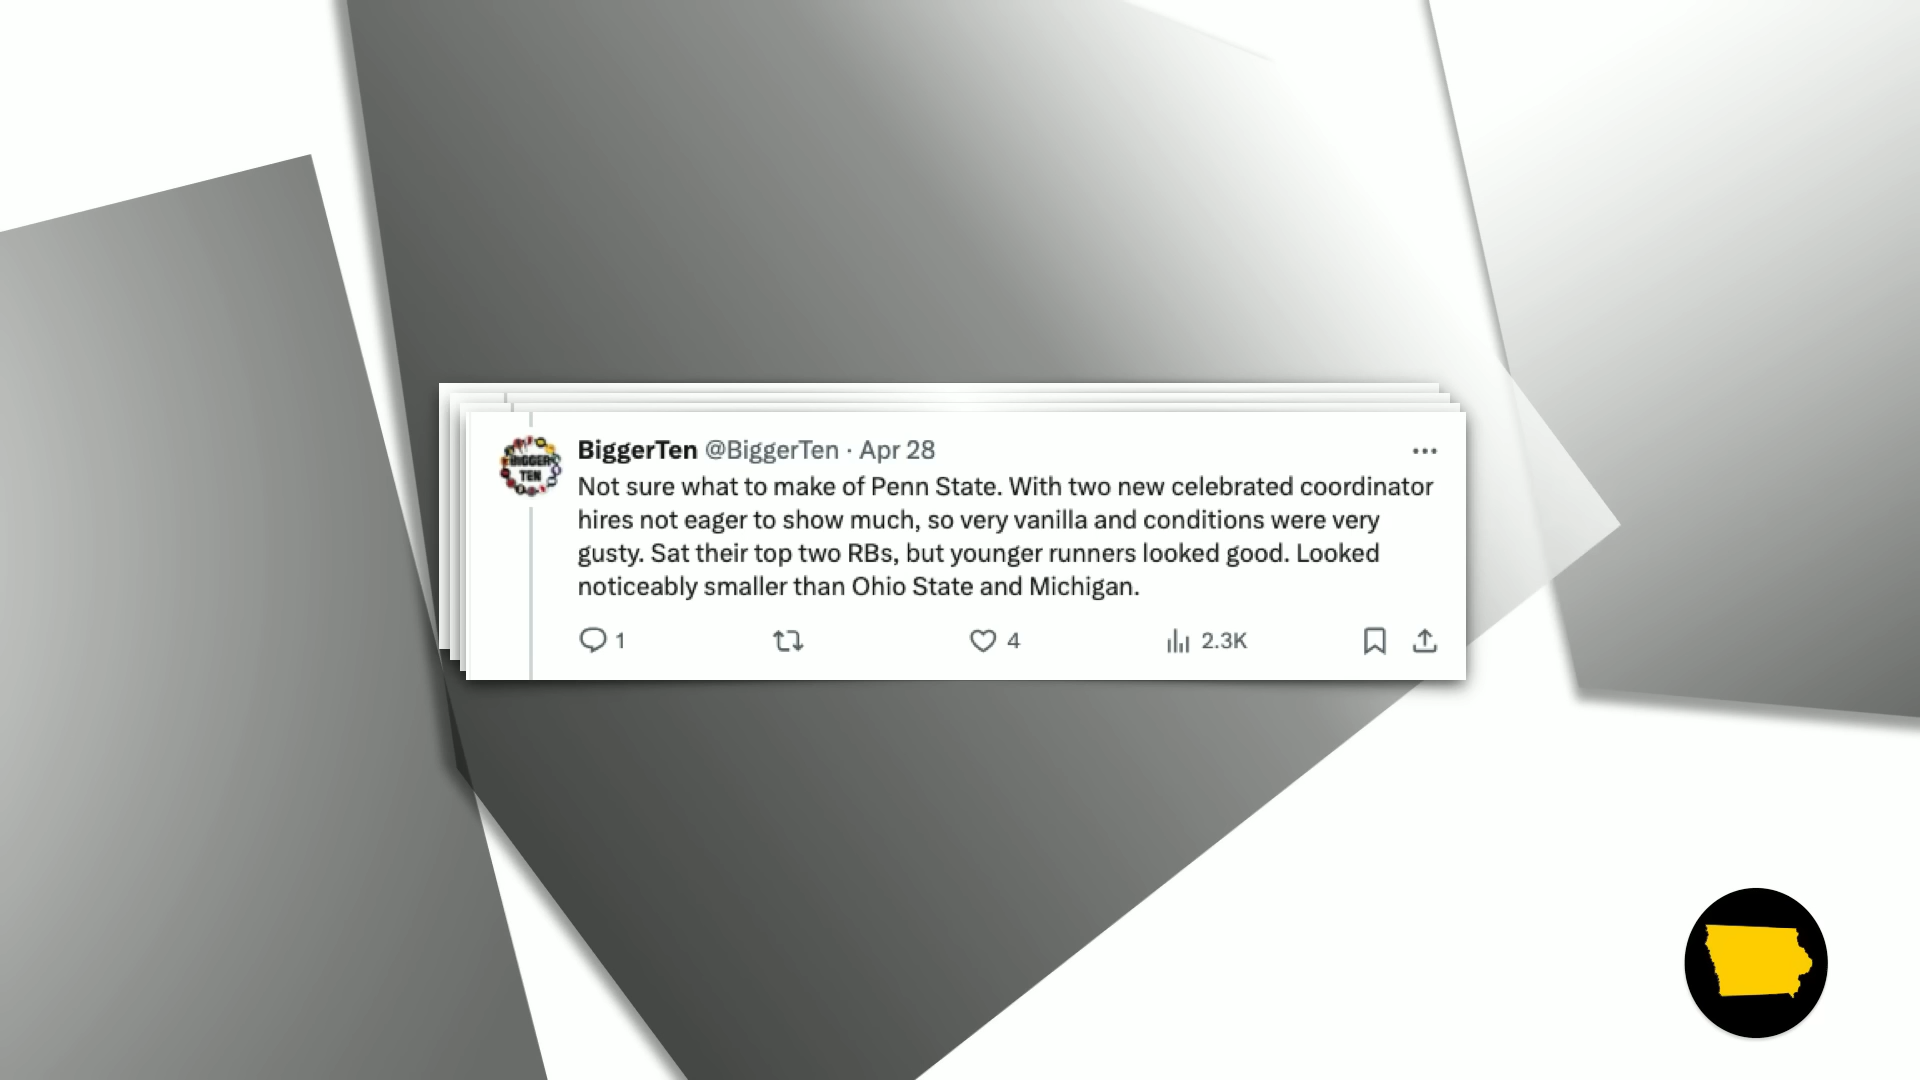 BiggerTen @BiggerTen · Apr 28
Not sure what to make of Penn State. With two new celebrated coordinator
hires not eager to show much, so very vanilla and conditions were very
gusty. Sat their top two RBs, but younger runners looked good. Looked
noticeably smaller than Ohio State and Michigan.
1 4 2.3K
BIGGER
TEN